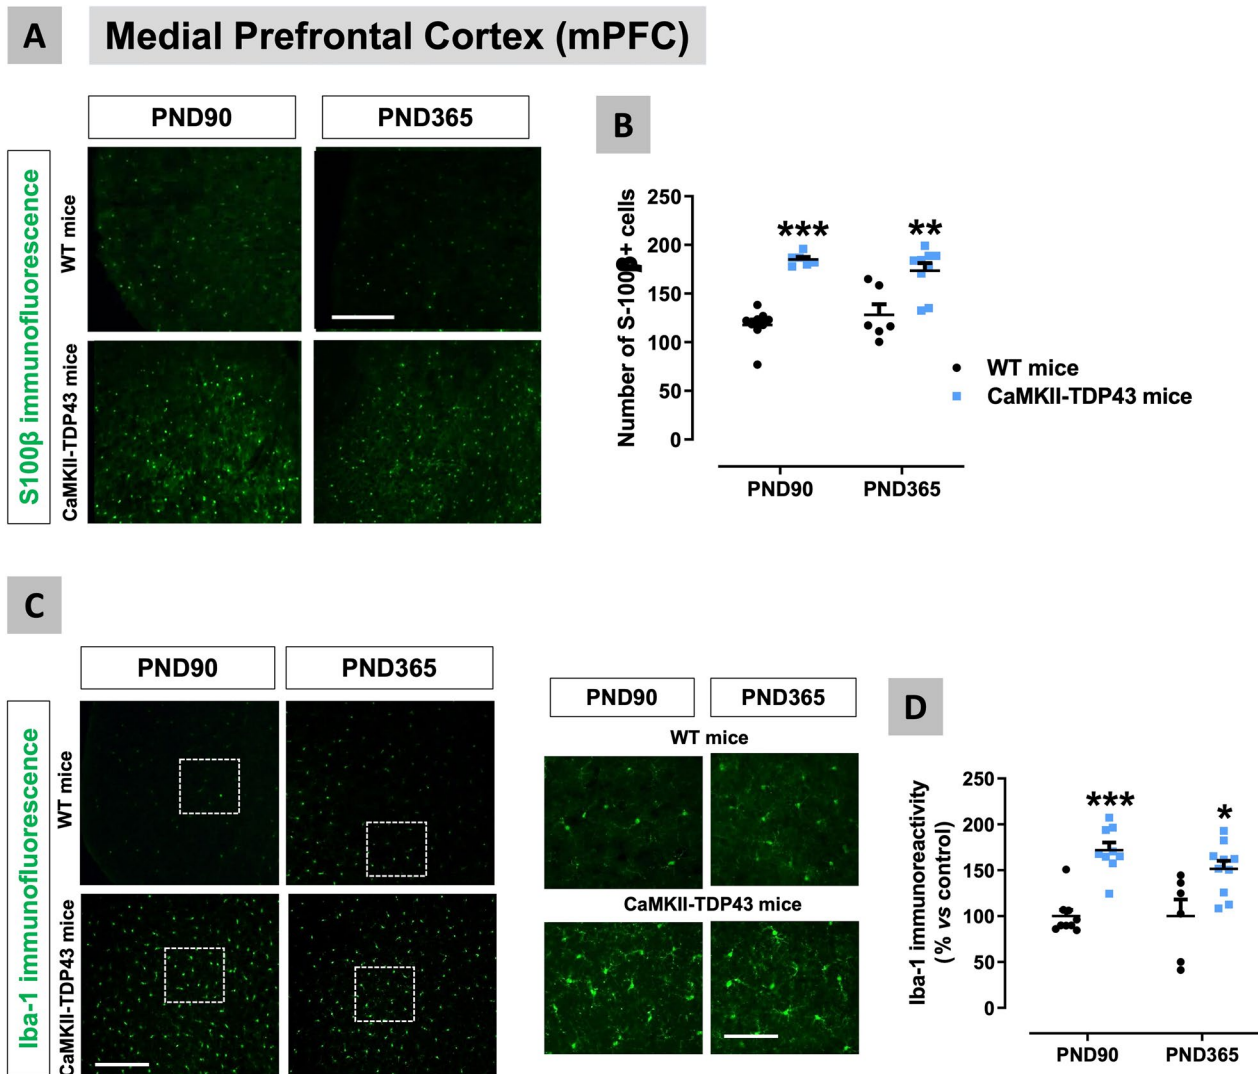 A
Medial Prefrontal Cortex (mPFC)
PND90
PND365
S100β immunofluorescence
WT mice
CaMKII-TDP43 mice
B
Number of S-100β+ cells
250
200
150
100
50
0
***
**
PND90
PND365
WT mice
CaMKII-TDP43 mice
C
PND90
PND365
Iba-1 immunofluorescence
WT mice
CaMKII-TDP43 mice
PND90
PND365
WT mice
CaMKII-TDP43 mice
D
Iba-1 immunoreactivity
(% vs control)
250
200
150
100
50
0
***
*
PND90
PND365